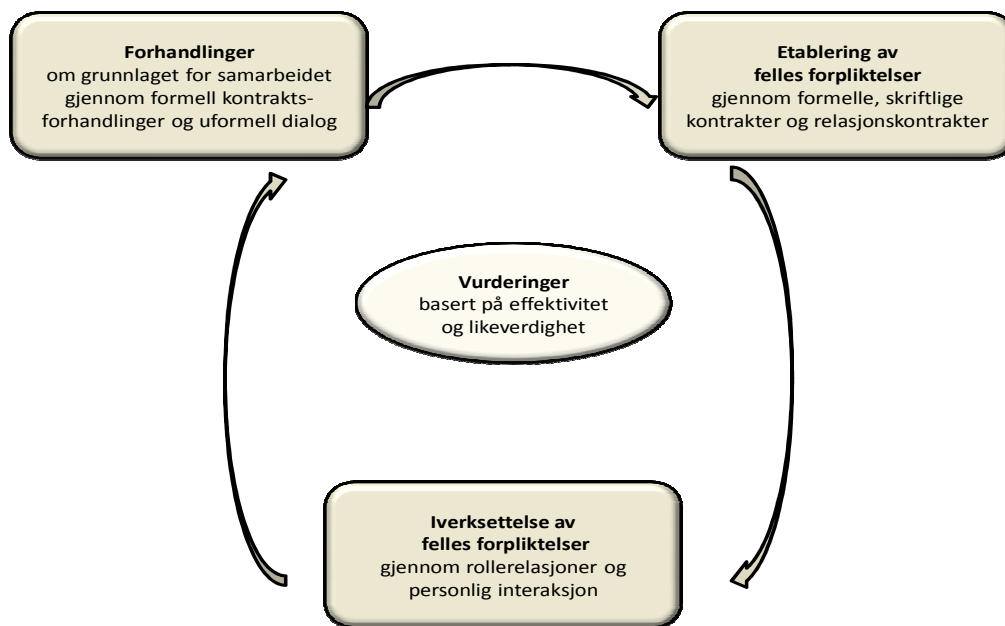 Forhandlinger
om grunnlaget for samarbeidet
gjennom formell kontrakts-
forhandlinger og uformell dialog
Etablering av
felles forpliktelser
gjennom formelle, skriftlige
kontrakter og relasjonskontrakter
Vurderinger
basert på effektivitet
og likeverdighet
Iverksettelse av
felles forpliktelser
gjennom rollerelasjoner og
personlig interaksjon